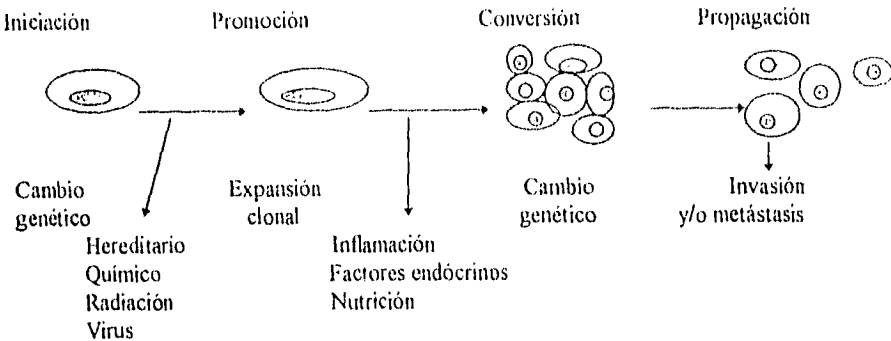 Iniciación
Promoción
Conversión
Propagación
Cambio
genético
Expansión
clonal
Cambio
genético
Invasión
y/o metástasis
Hereditario
Químico
Radiación
Virus
Inflamación
Factores endócrinos
Nutrición